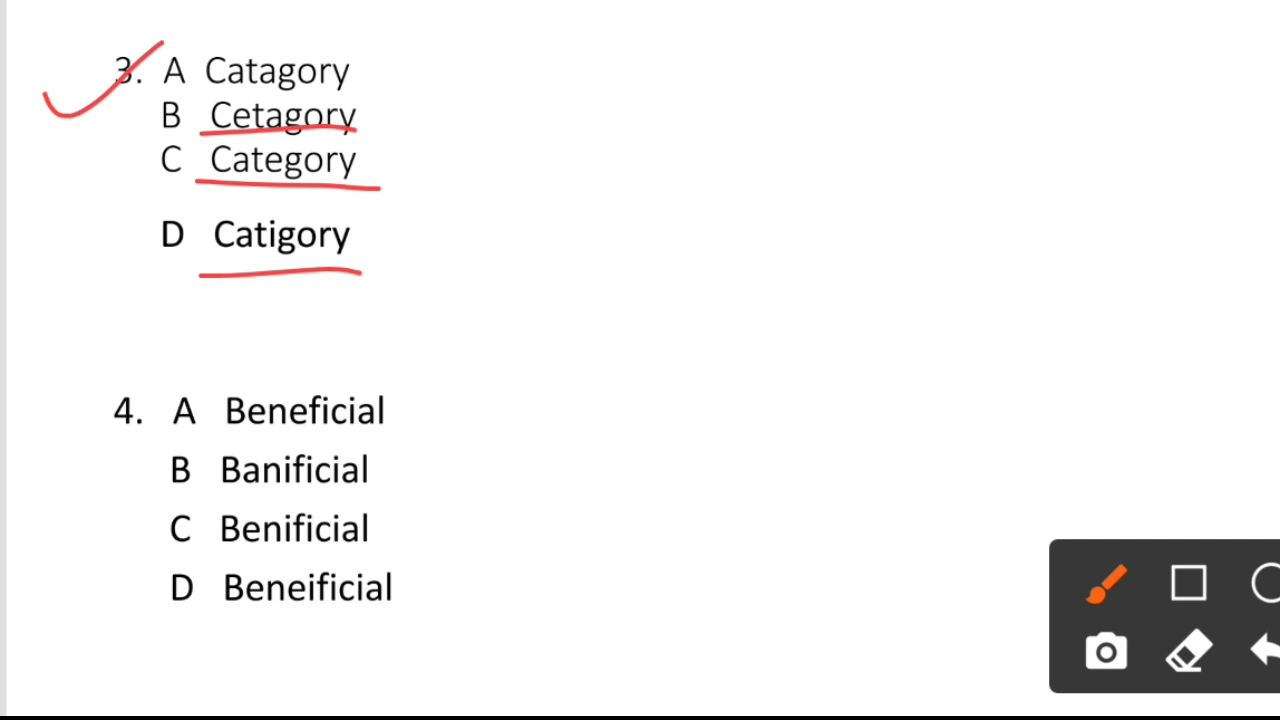 3. A Catagory
B Cetagory
C Category
D Catigory
4. A Beneficial
B Banificial
C Benificial
D Beneificial